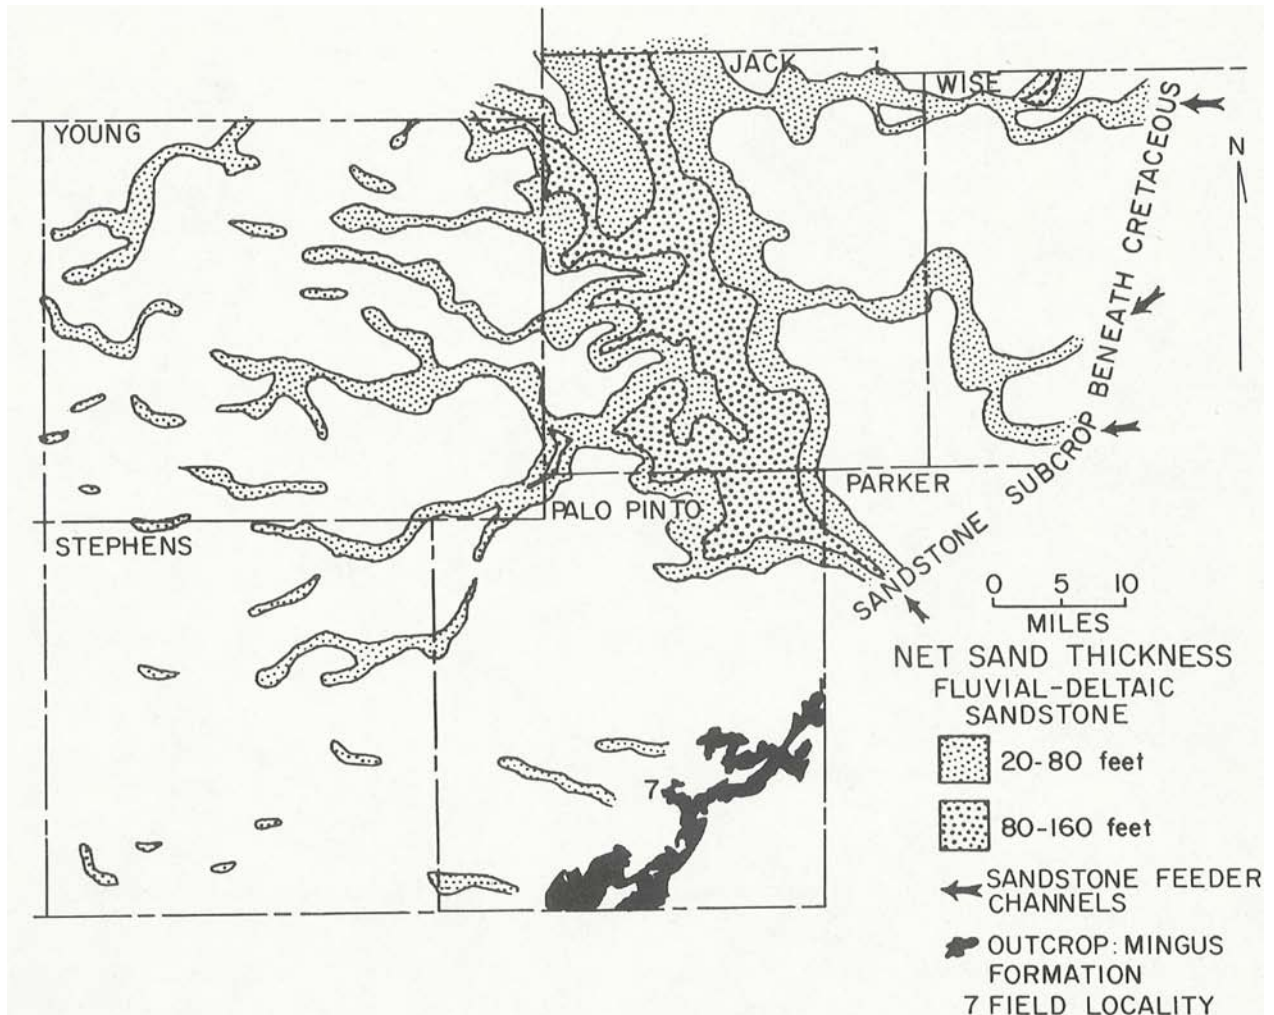 JACK
WISE
YOUNG
N
SANDSTONE SUBCROP BENEATH CRETACEOUS
PARKER
PALO PINTO
STEPHENS
0 5 10
MILES
NET SAND THICKNESS
FLUVIAL-DELTAIC
SANDSTONE
20-80 feet
80-160 feet
SANDSTONE FEEDER
CHANNELS
OUTCROP: MINGUS
FORMATION
7 FIELD LOCALITY
7